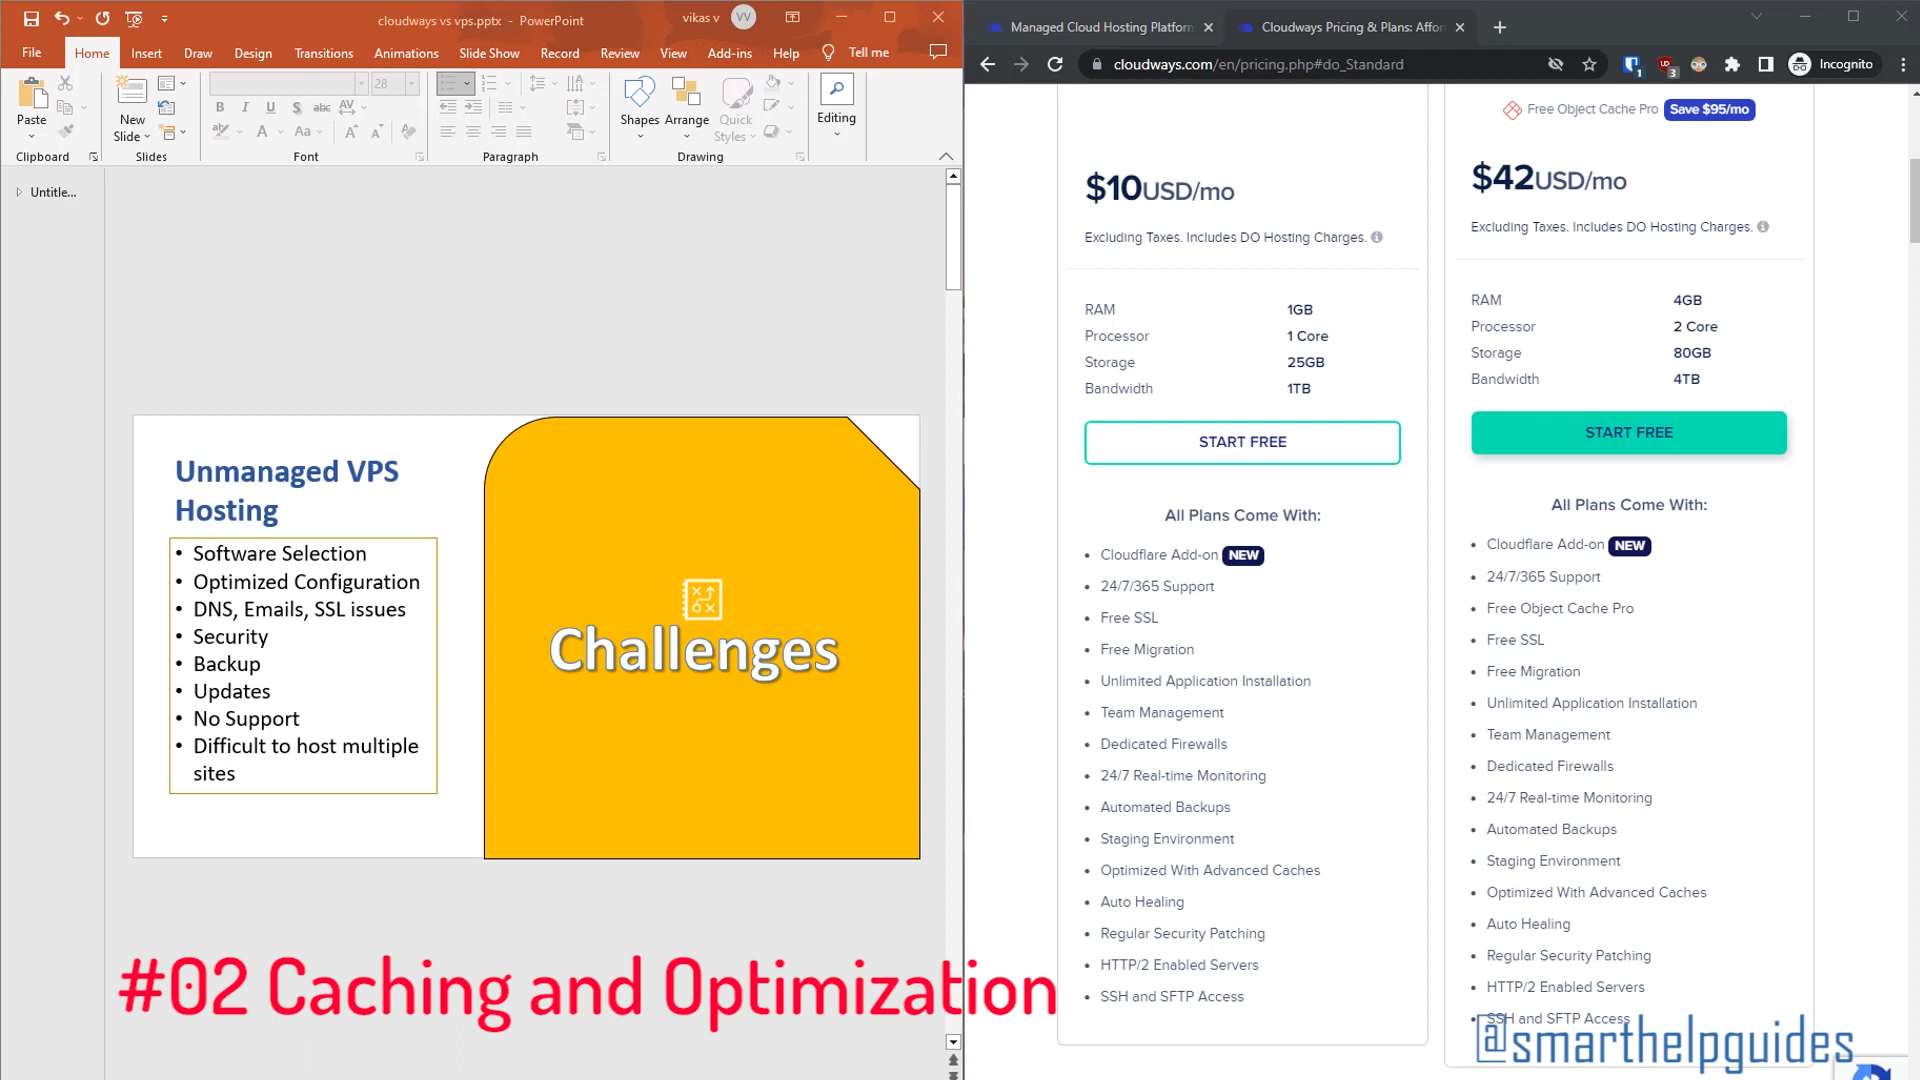 cloudways vs vps.pptx - PowerPoint
vikas v
VV
File
Home
Insert
Draw
Design
Transitions
Animations
Slide Show
Record
Review
View
Add-ins
Help
Tell me
Paste
New
Slide
28
B
I
U
S
abc
AV
A
Aa
A
A
Shapes
Arrange
Quick
Styles
Editing
Clipboard
Slides
Font
Paragraph
Drawing
Untitle...
Unmanaged VPS
Hosting
• Software Selection
• Optimized Configuration
• DNS, Emails, SSL issues
• Security
• Backup
• Updates
• No Support
• Difficult to host multiple
sites
Challenges
#02 Caching and Optimization
Managed Cloud Hosting Platform
Cloudways Pricing & Plans: Affor
cloudways.com/en/pricing.php#do_Standard
1
3
Incognito
$10USD/mo
Excluding Taxes. Includes DO Hosting Charges.
RAM 1GB
Processor 1 Core
Storage 25GB
Bandwidth 1TB
START FREE
All Plans Come With:
• Cloudflare Add-on NEW
• 24/7/365 Support
• Free SSL
• Free Migration
• Unlimited Application Installation
• Team Management
• Dedicated Firewalls
• 24/7 Real-time Monitoring
• Automated Backups
• Staging Environment
• Optimized With Advanced Caches
• Auto Healing
• Regular Security Patching
• HTTP/2 Enabled Servers
• SSH and SFTP Access
Free Object Cache Pro Save $95/mo
$42USD/mo
Excluding Taxes. Includes DO Hosting Charges.
RAM 4GB
Processor 2 Core
Storage 80GB
Bandwidth 4TB
START FREE
All Plans Come With:
• Cloudflare Add-on NEW
• 24/7/365 Support
• Free Object Cache Pro
• Free SSL
• Free Migration
• Unlimited Application Installation
• Team Management
• Dedicated Firewalls
• 24/7 Real-time Monitoring
• Automated Backups
• Staging Environment
• Optimized With Advanced Caches
• Auto Healing
• Regular Security Patching
• HTTP/2 Enabled Servers
• SSH and SFTP Access
@smarthelpguides